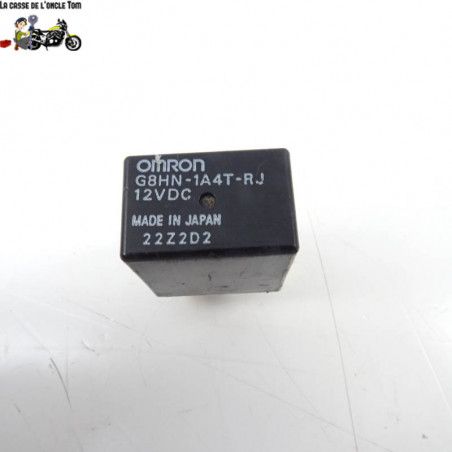 La casse de l'oncle Tom
OMRON
G8HN-1A4T-RJ
12VDC
MADE IN JAPAN
22Z2D2